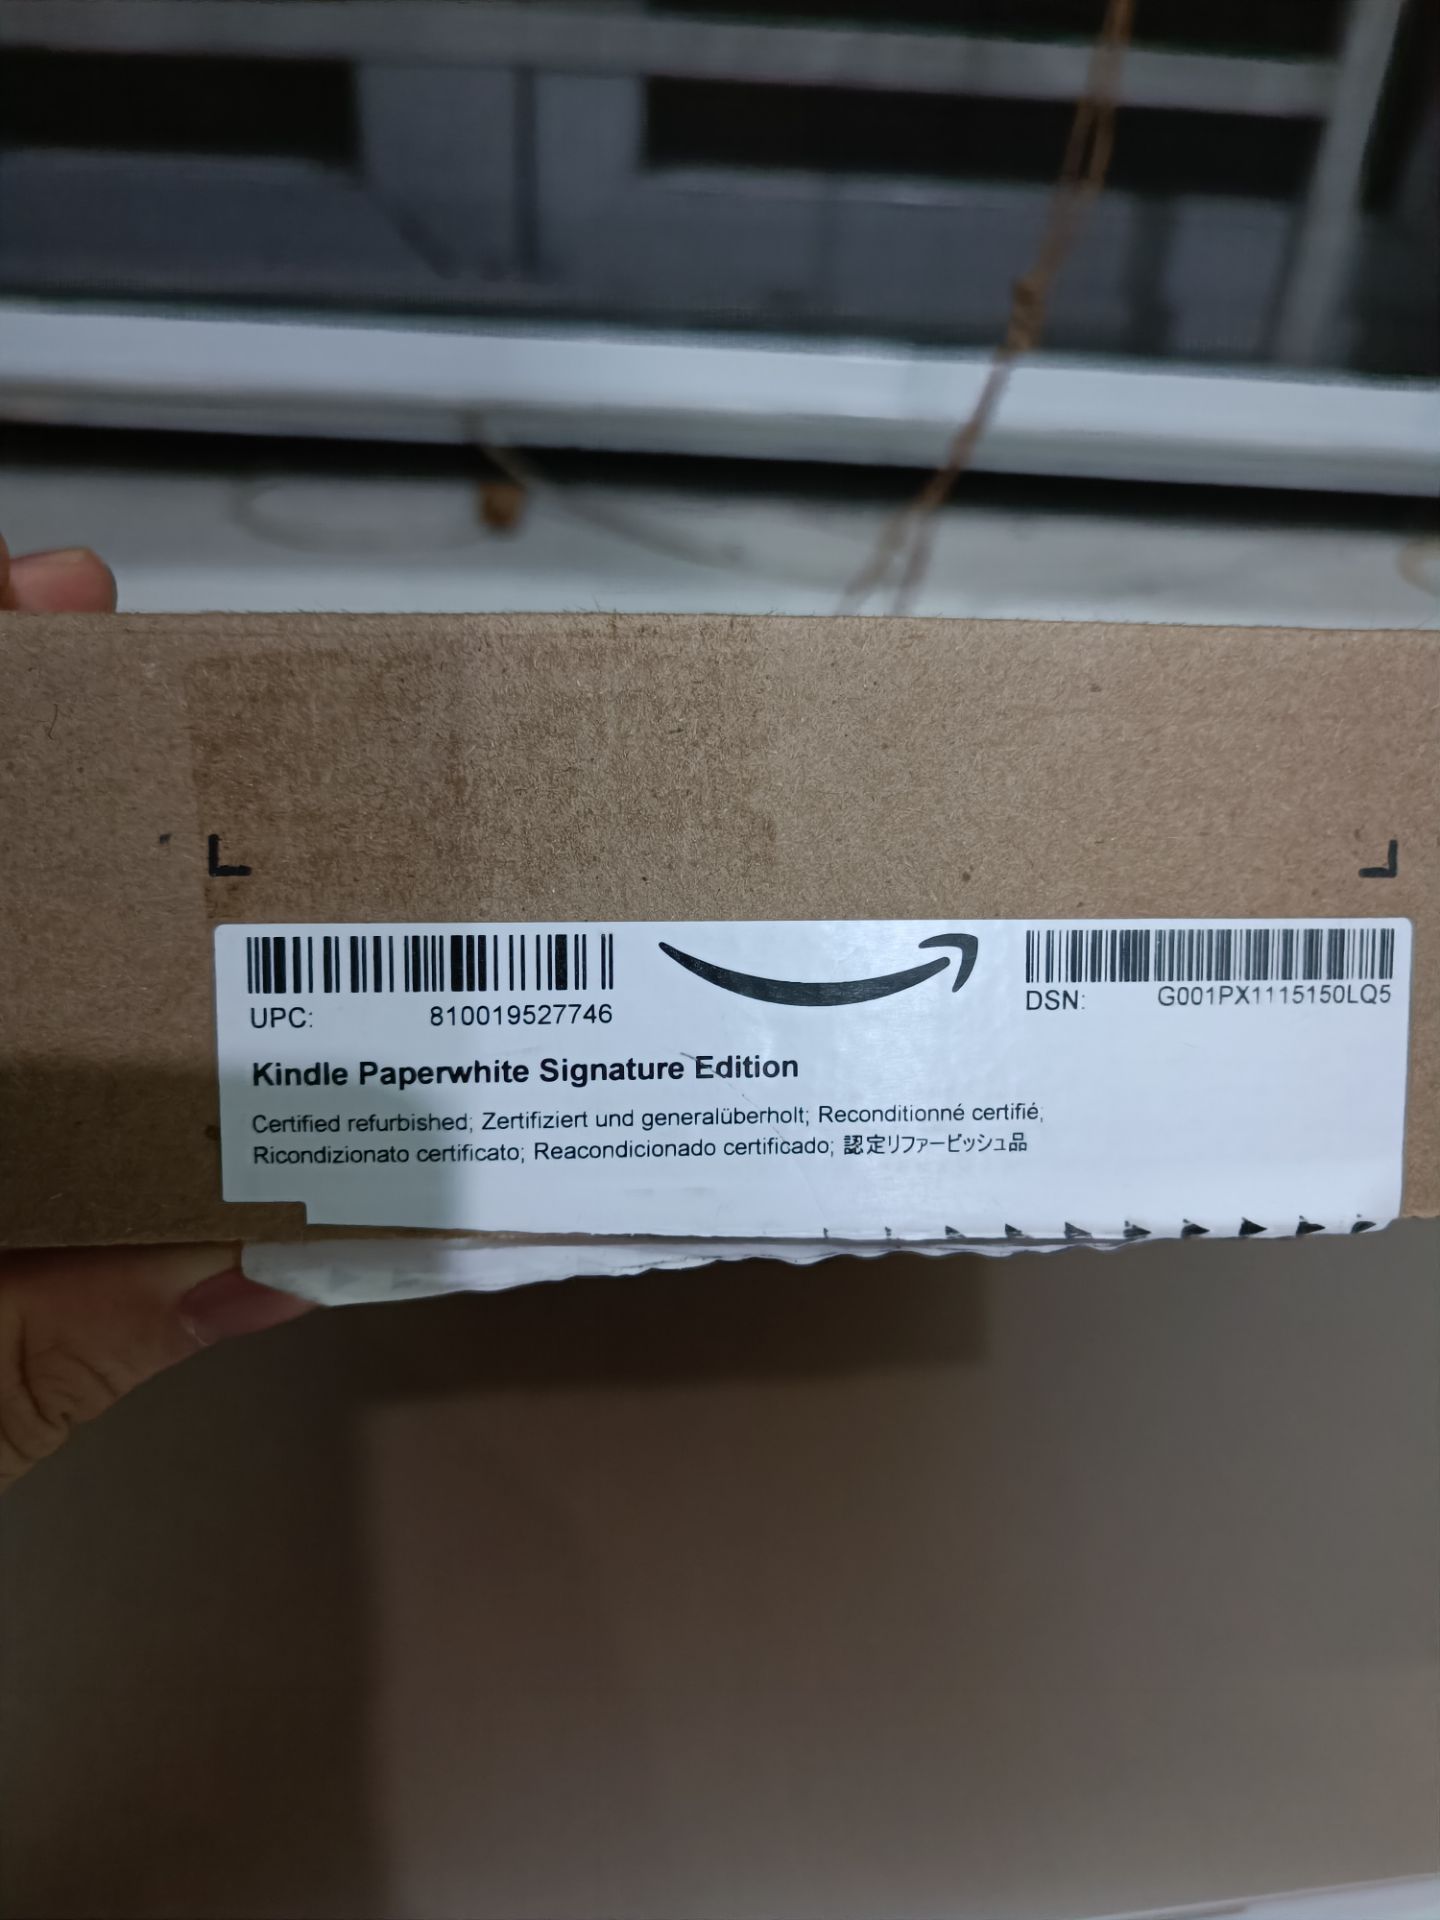 UPC: 810019527746
DSN: G001PX1115150LQ5
Kindle Paperwhite Signature Edition
Certified refurbished; Zertifiziert und generalüberholt; Reconditionné certifié;
Ricondizionato certificato; Reacondicionado certificado; 認定リファービッシュ品